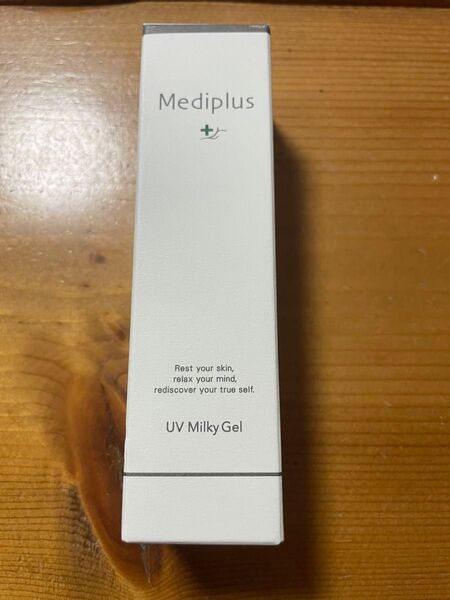 Mediplus
Rest your skin,
relax your mind,
rediscover your true self.
UV Milky Gel